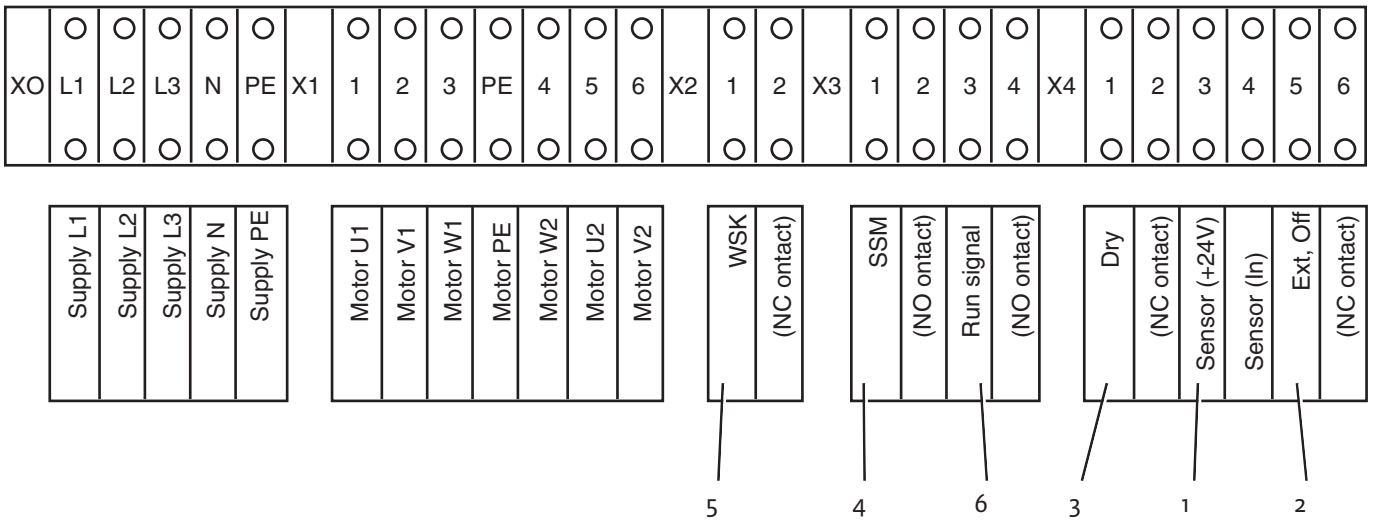 XO L1 L2 L3 N PE X1 1 2 3 PE 4 5 6 X2 1 2 X3 1 2 3 4 X4 1 2 3 4 5 6
Supply L1
Supply L2
Supply L3
Supply N
Supply PE
Motor U1
Motor V1
Motor W1
Motor PE
Motor W2
Motor U2
Motor V2
WSK
(NC ontact)
SSM
(NO ontact)
Run signal
(NO ontact)
Dry
(NC ontact)
Sensor (+24V)
Sensor (In)
Ext, Off
(NC ontact)
5 4 6 3 1 2